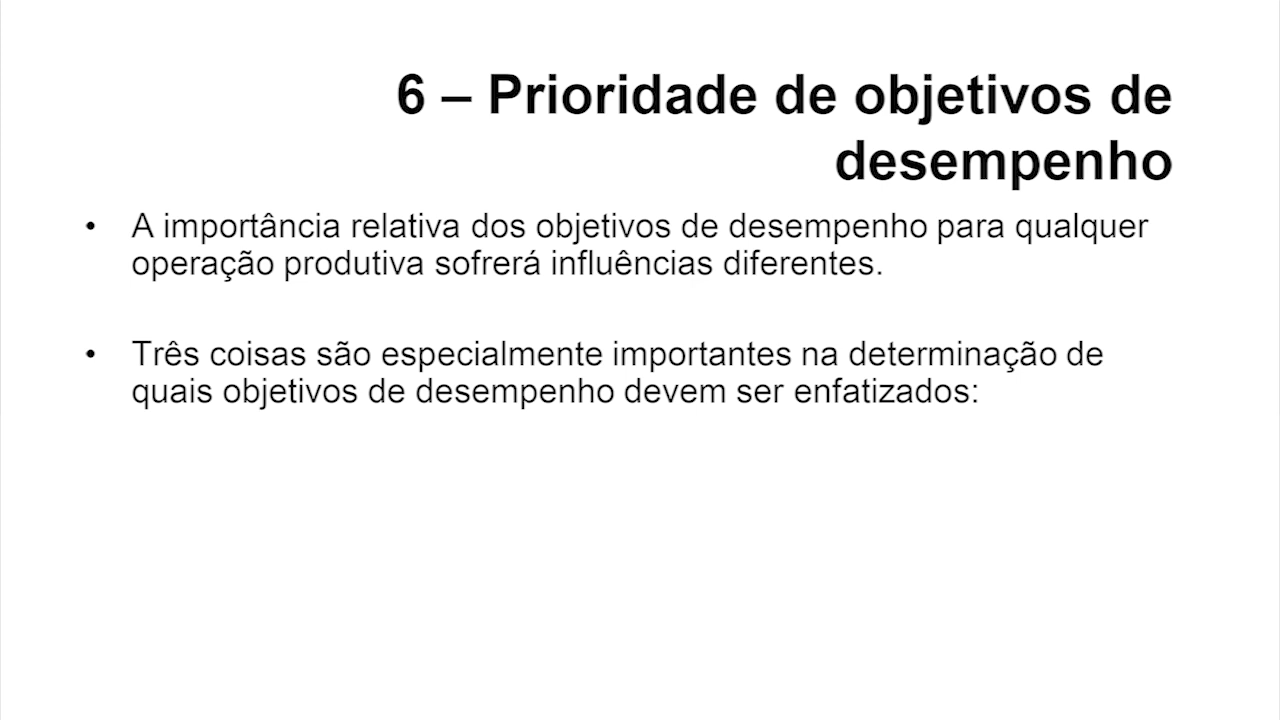 6 – Prioridade de objetivos de
desempenho
• A importância relativa dos objetivos de desempenho para qualquer
operação produtiva sofrerá influências diferentes.
• Três coisas são especialmente importantes na determinação de
quais objetivos de desempenho devem ser enfatizados: